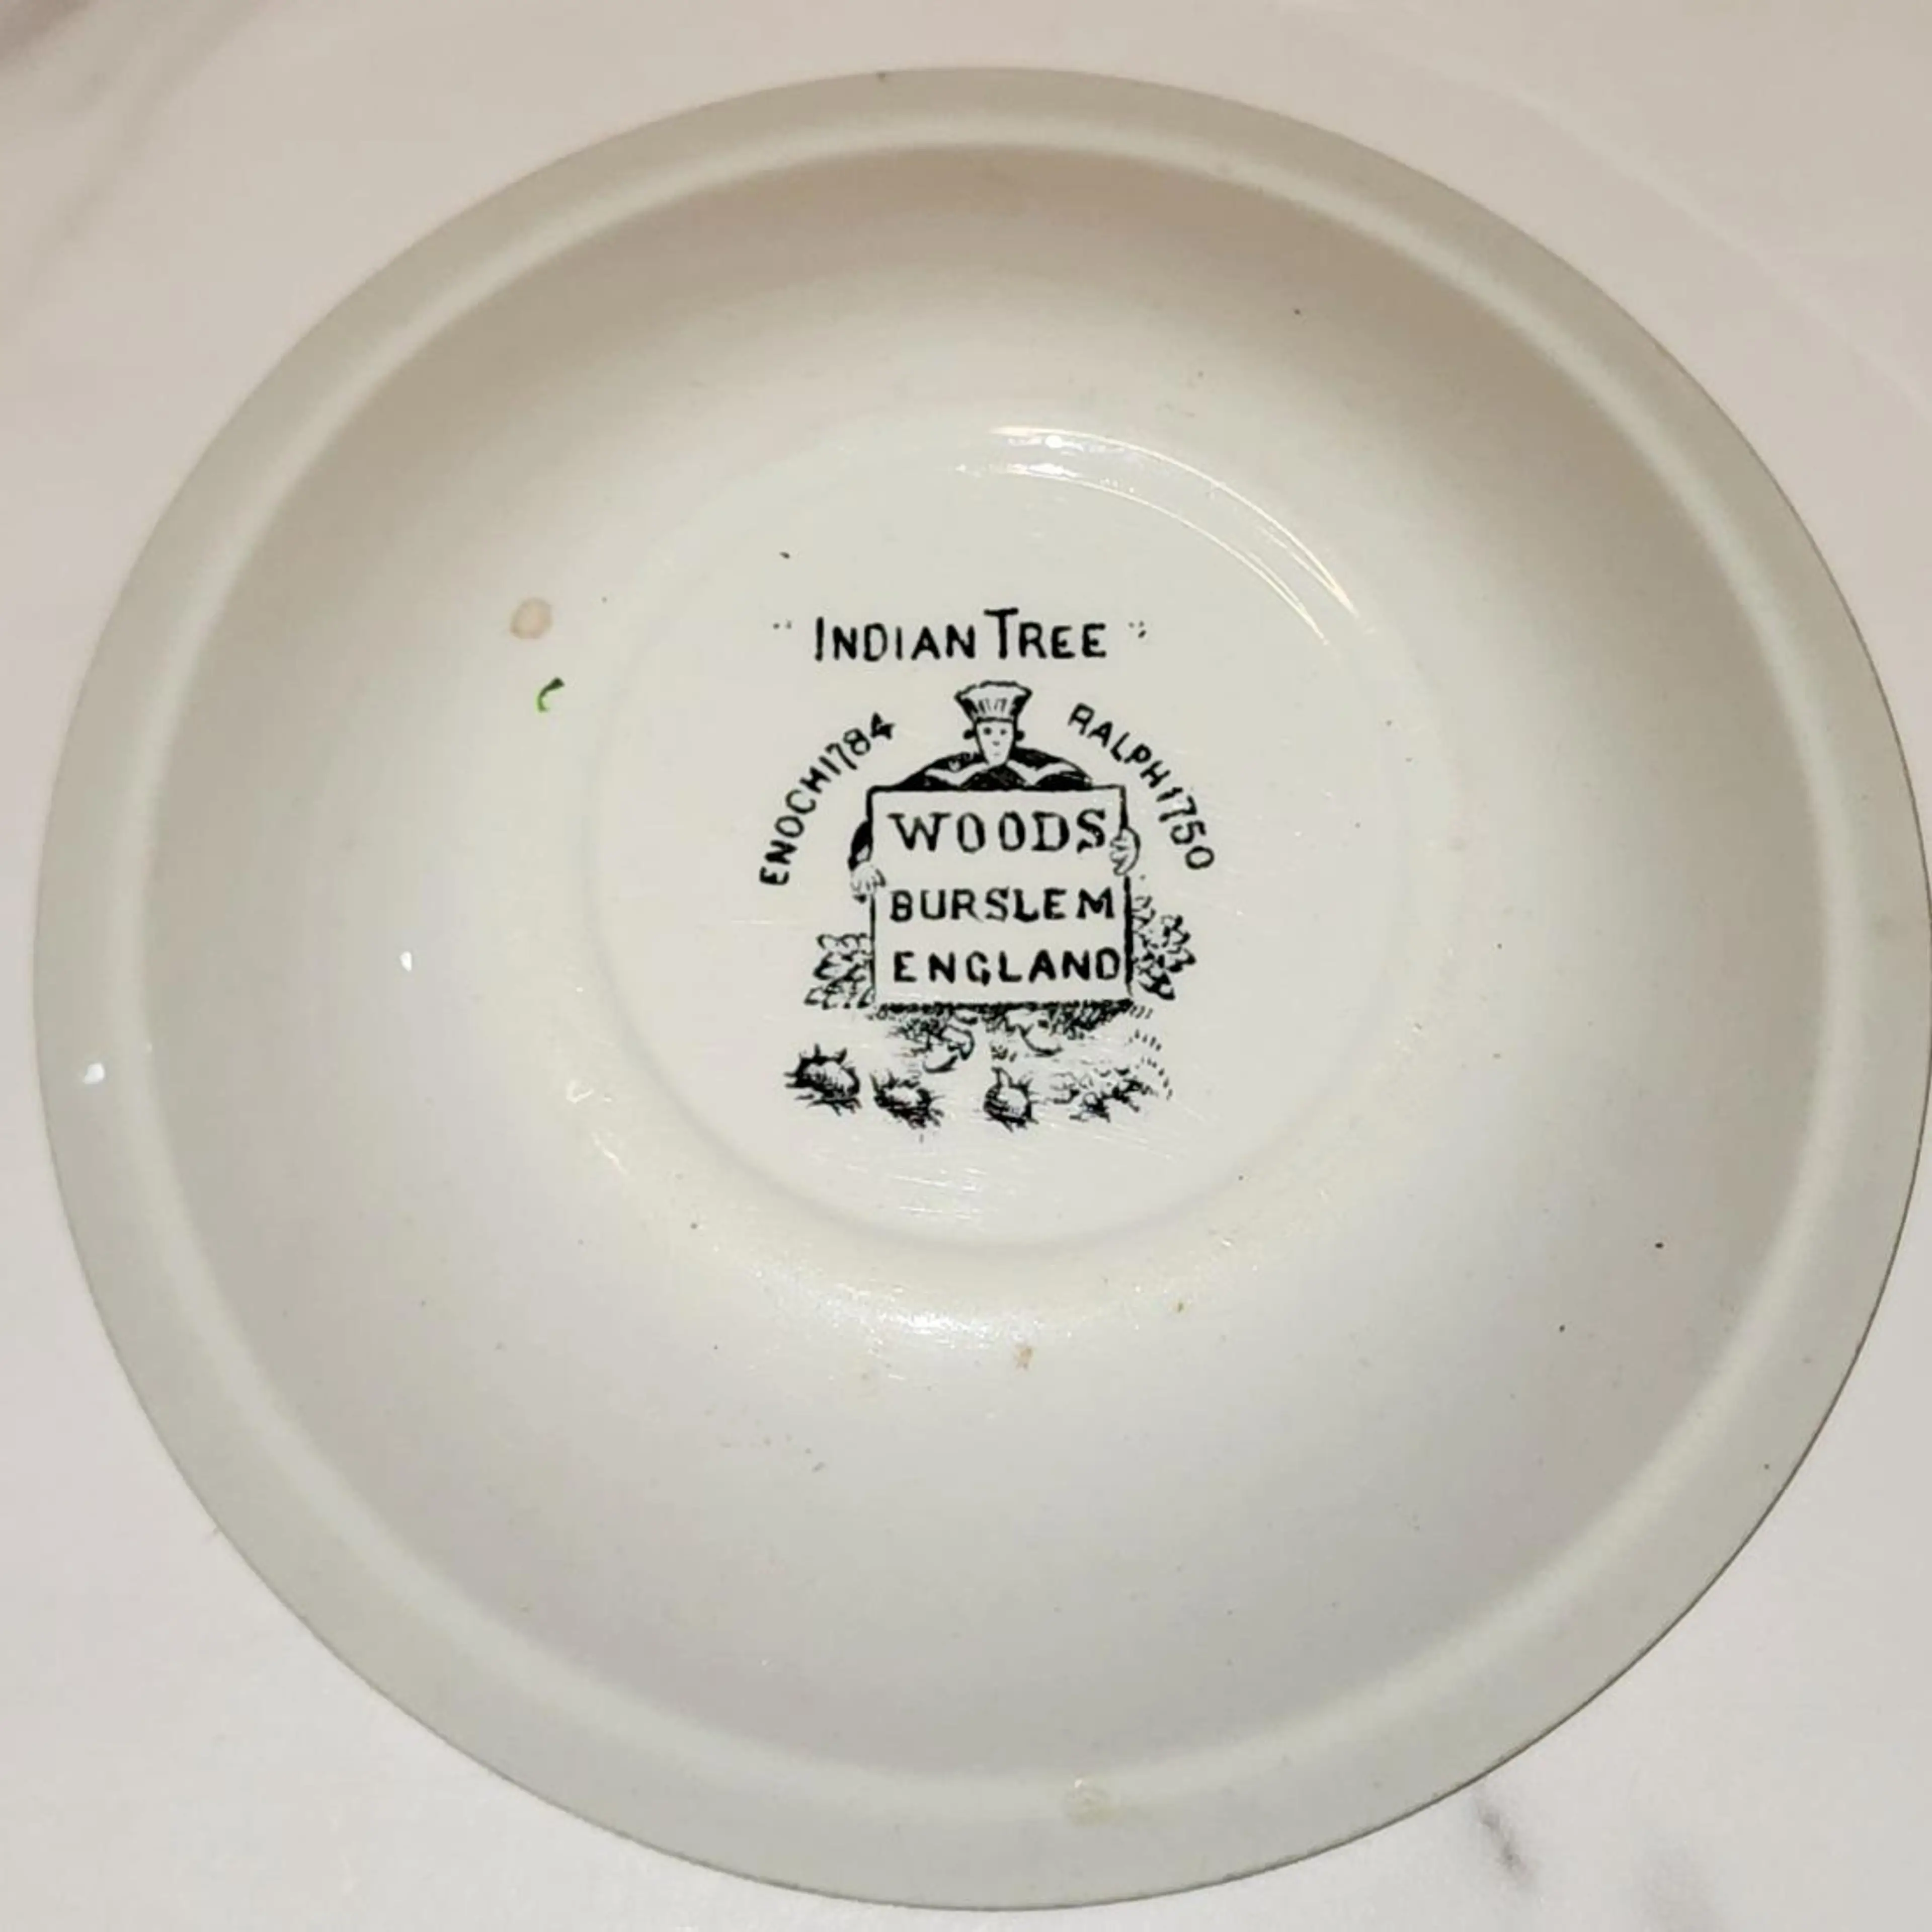 "INDIAN TREE"
ENOCH 1784
RALPH 1750
WOODS
BURSLEM
ENGLAND